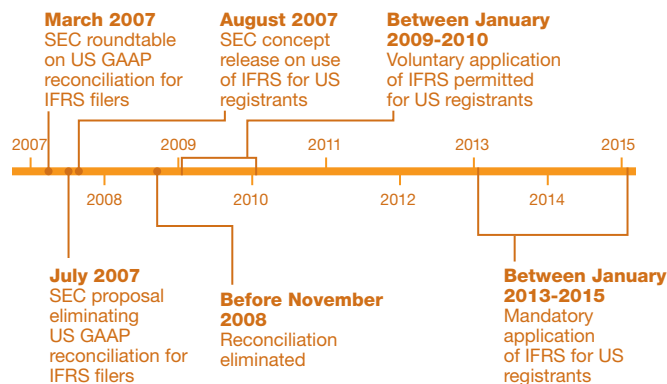 March 2007
SEC roundtable
on US GAAP
reconciliation for
IFRS filers
August 2007
SEC concept
release on use
of IFRS for US
registrants
Between January
2009-2010
Voluntary application
of IFRS permitted
for US registrants
2007
2009
2011
2013
2015
2008
2010
2012
2014
July 2007
SEC proposal
eliminating
US GAAP
reconciliation for
IFRS filers
Before November
2008
Reconciliation
eliminated
Between January
2013-2015
Mandatory
application
of IFRS for US
registrants